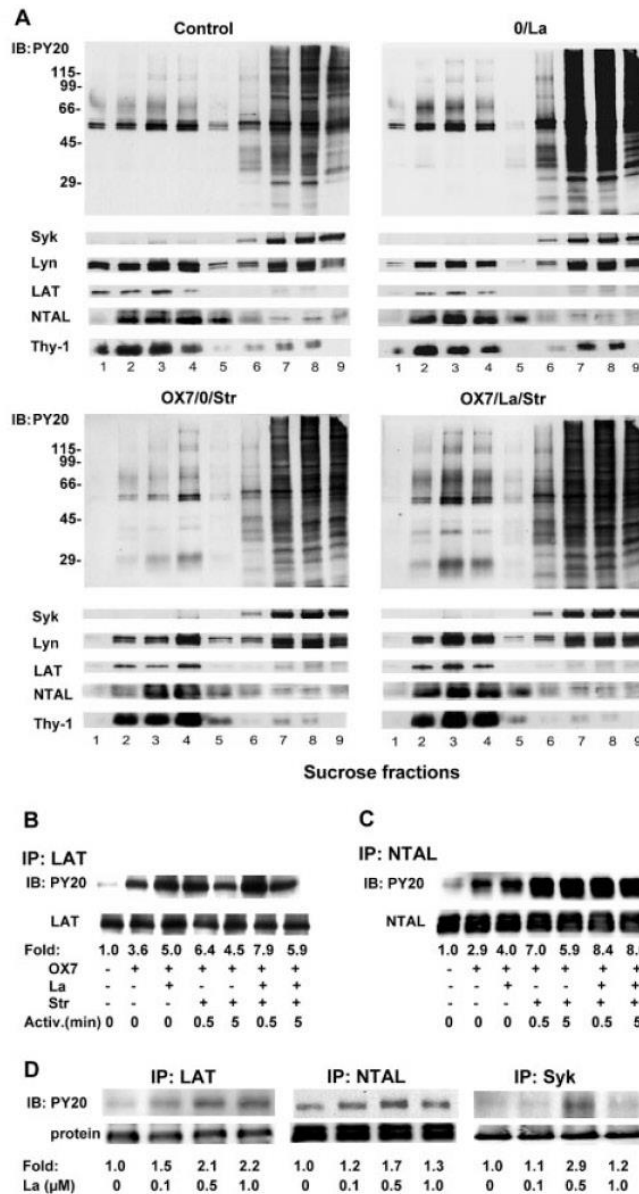 A
Control
0/La
IB: PY20
115-
99-
66-
45-
29-
Syk
Lyn
LAT
NTAL
Thy-1
1 2 3 4 5 6 7 8 9
1 2 3 4 5 6 7 8 9
OX7/0/Str
OX7/La/Str
IB:PY20
115-
99-
66-
45-
29-
Syk
Lyn
LAT
NTAL
Thy-1
1 2 3 4 5 6 7 8 9
1 2 3 4 5 6 7 8 9
Sucrose fractions
B
IP: LAT
IB: PY20
LAT
Fold: 1.0 3.6 5.0 6.4 4.5 7.9 5.9
OX7 - + + + + + +
La - - + - - + +
Str - - - + + + +
Activ.(min) 0 0 0 0.5 5 0.5 5
C
IP: NTAL
IB: PY20
NTAL
1.0 2.9 4.0 7.0 5.9 8.4
- + + + + + +
- - + - - + +
- - - + + + +
0 0 0 0.5 5 0.5 5
D
IP: LAT IP: NTAL IP: Syk
IB: PY20
protein
Fold: 1.0 1.5 2.1 2.2 1.0 1.2 1.7 1.3 1.0 1.1 2.9 1.2
La (µM) 0 0.1 0.5 1.0 0 0.1 0.5 1.0 0 0.1 0.5 1.0